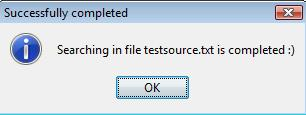 Successfully completed
Searching in file testsource.txt is completed :)
OK